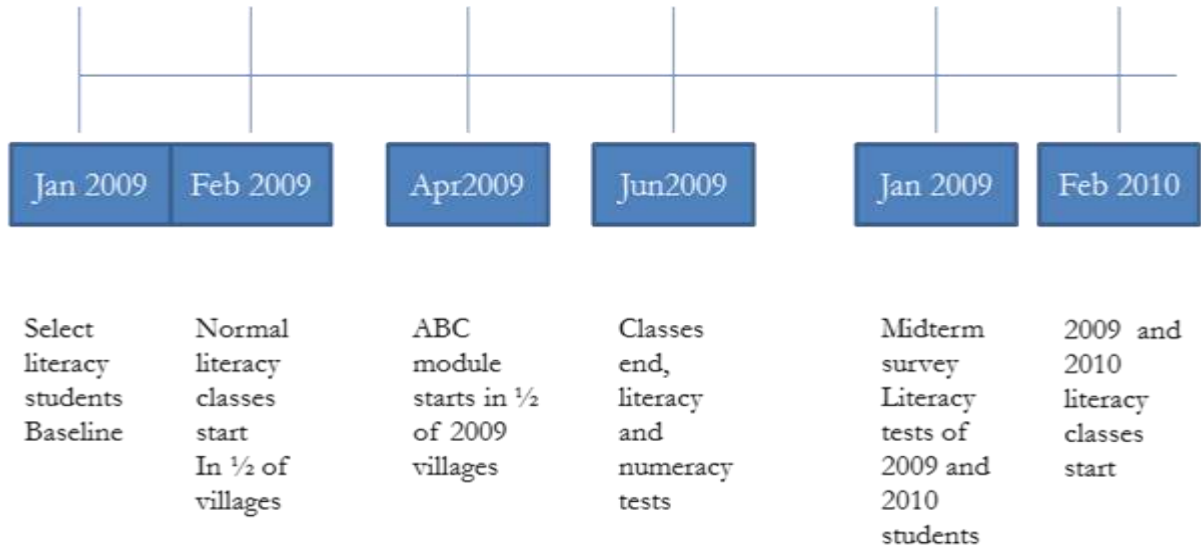 Jan 2009
Feb 2009
Apr2009
Jun2009
Jan 2009
Feb 2010
Select
literacy
students
Baseline
Normal
literacy
classes
start
In ½ of
villages
ABC
module
starts in ½
of 2009
villages
Classes
end,
literacy
and
numeracy
tests
Midterm
survey
Literacy
tests of
2009 and
2010
students
2009 and
2010
literacy
classes
start